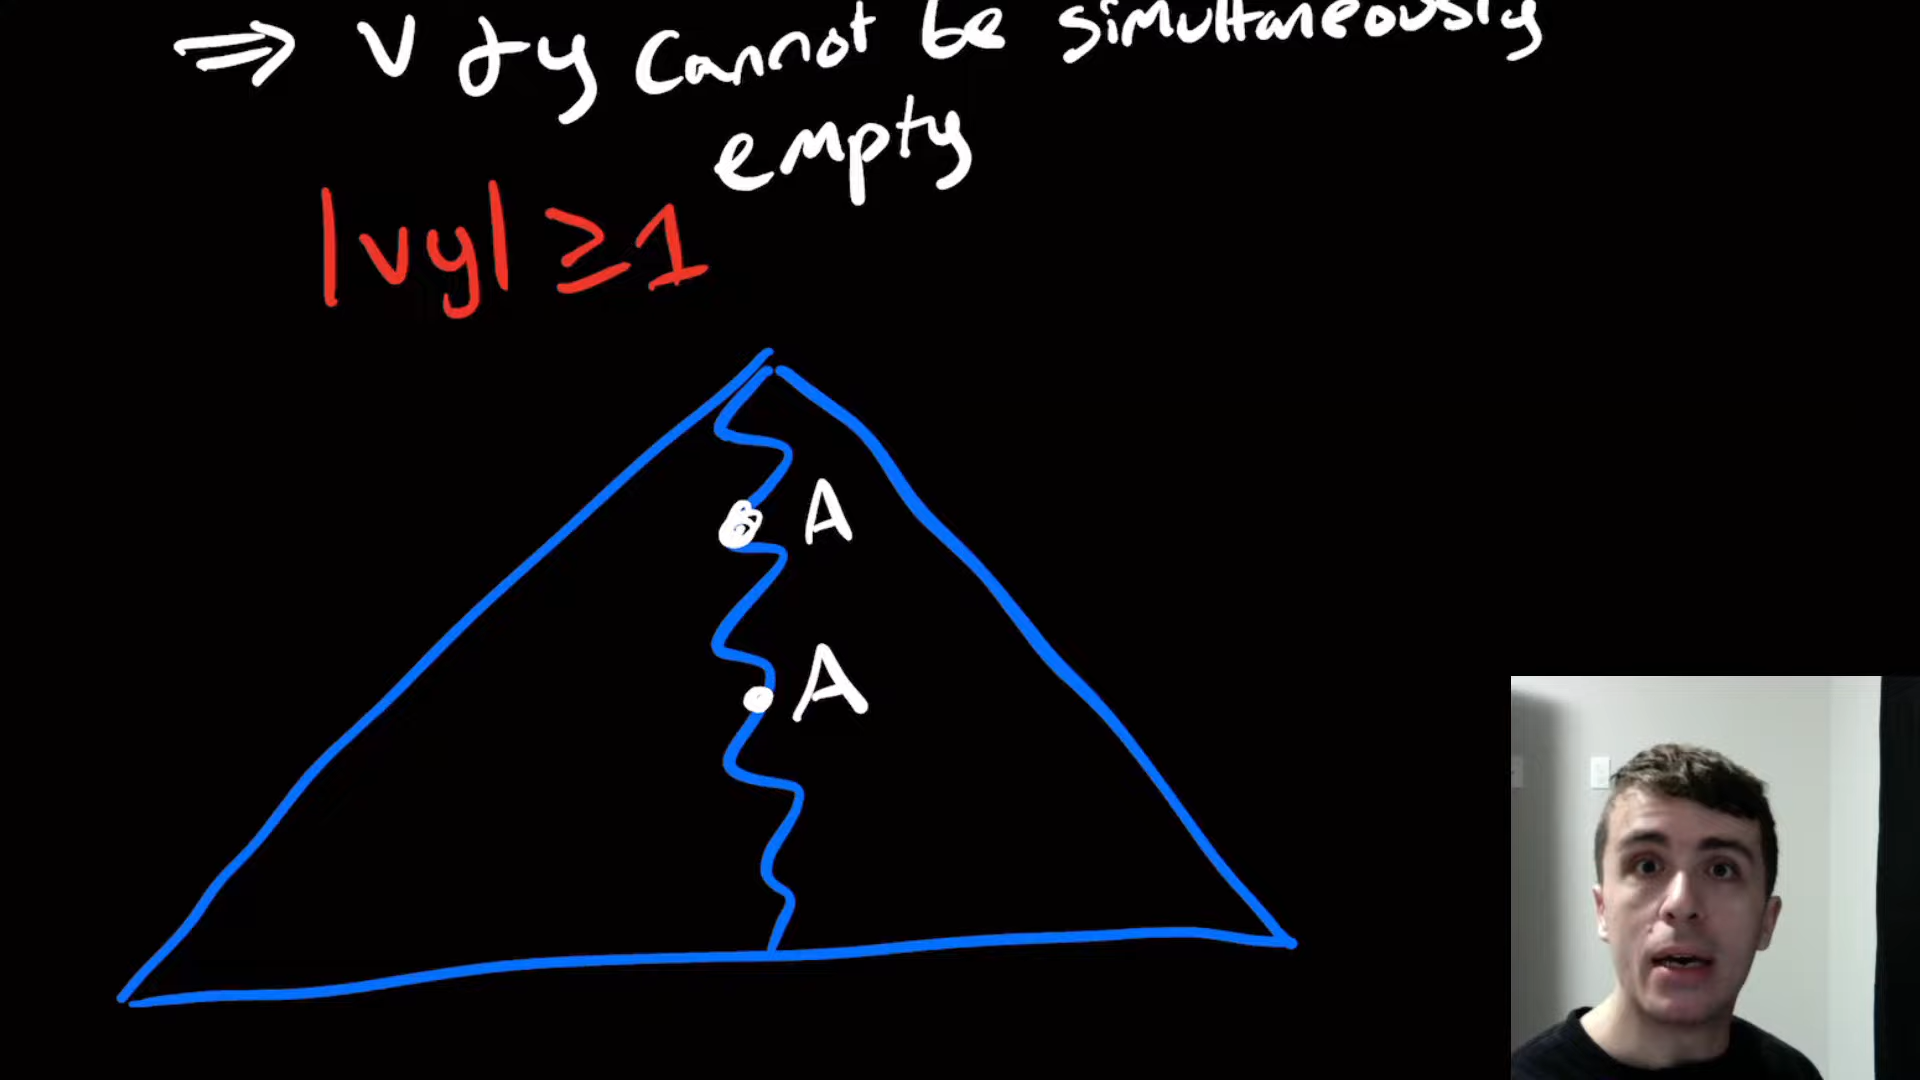 ⇒ v & y cannot be simultaneously
empty
|vy| ≥ 1
A
A